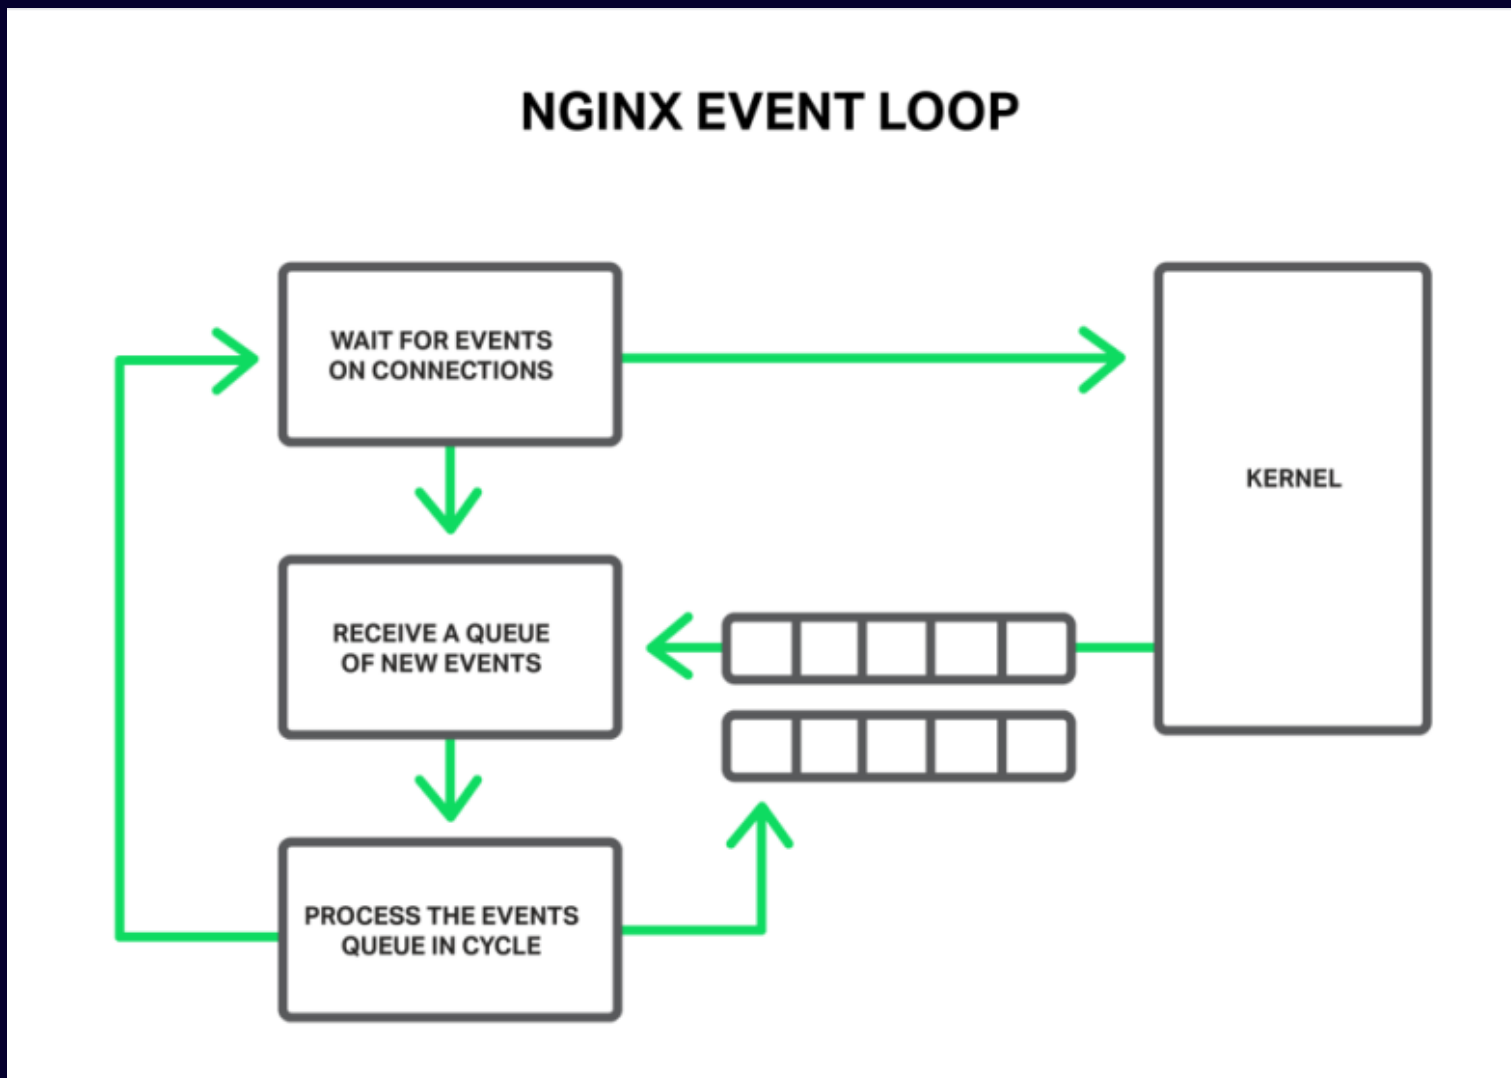 NGINX EVENT LOOP
WAIT FOR EVENTS
ON CONNECTIONS
KERNEL
RECEIVE A QUEUE
OF NEW EVENTS
PROCESS THE EVENTS
QUEUE IN CYCLE